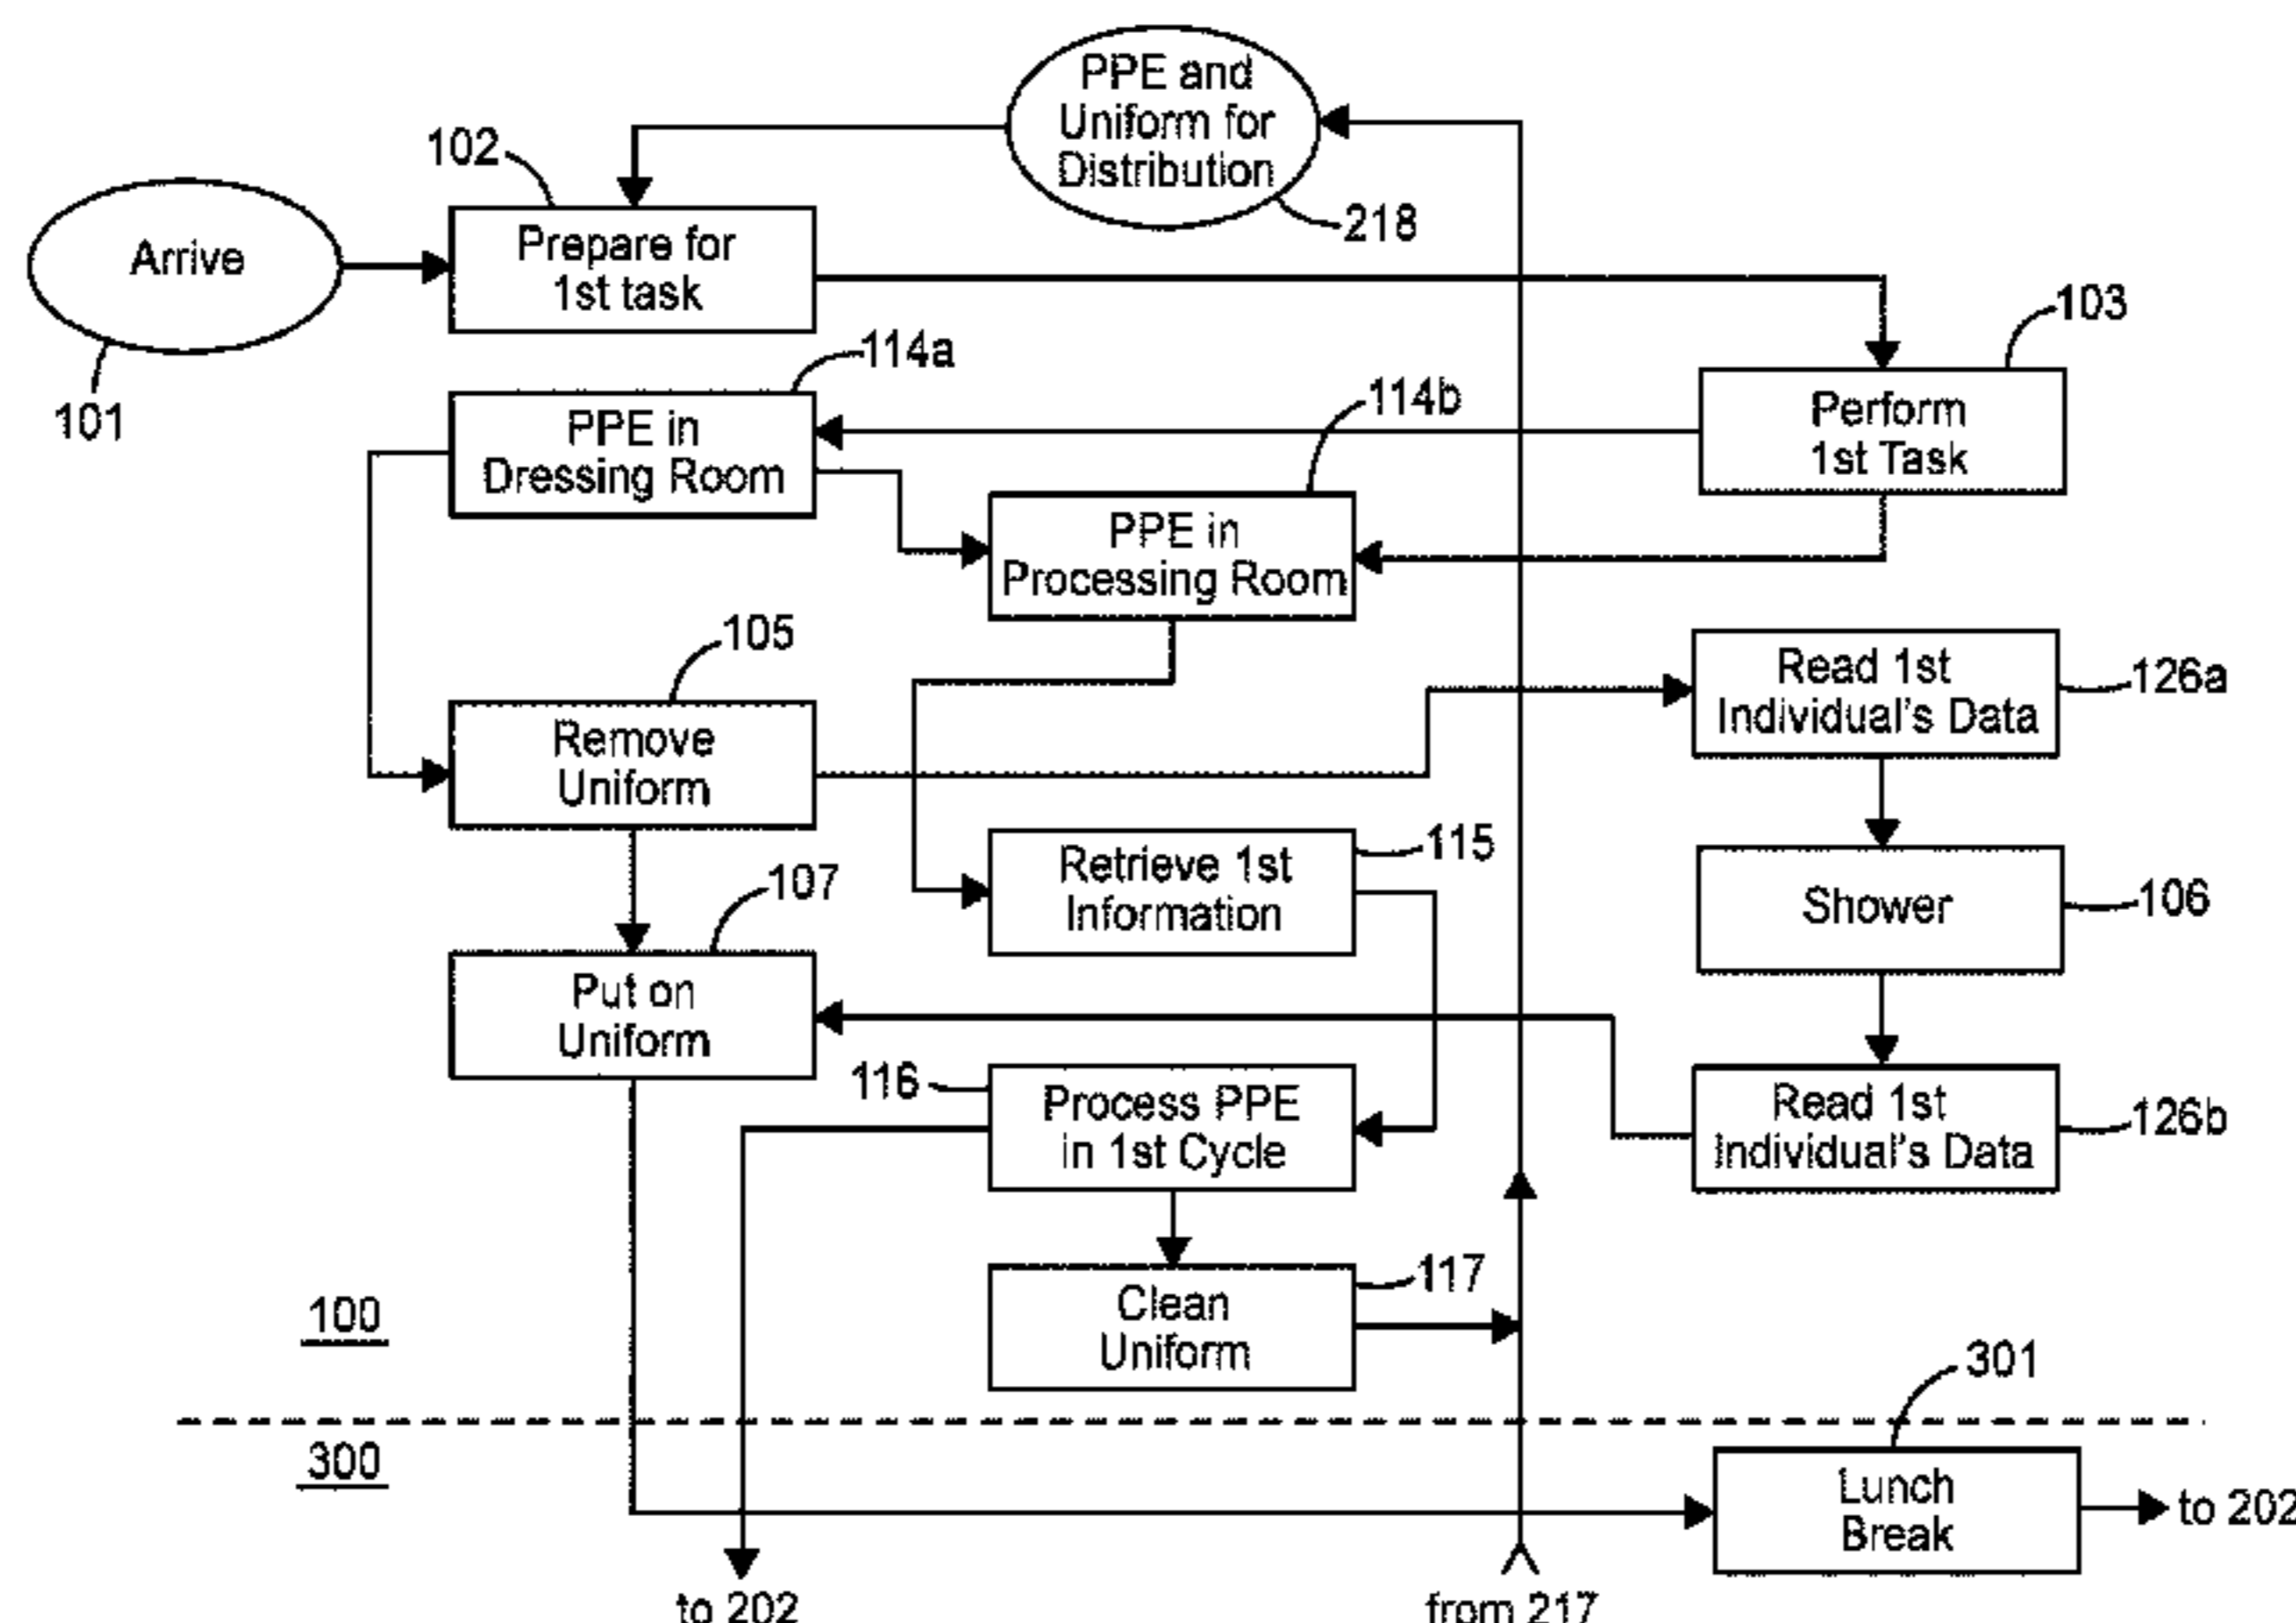 PPE and
Uniform for
Distribution
218
102
Arrive
101
Prepare for
1st task
103
114a
PPE in
Dressing Room
114b
Perform
1st Task
PPE in
Processing Room
105
Remove
Uniform
Read 1st
Individual's Data
126a
107
Retrieve 1st
Information
115
Shower
106
Put on
Uniform
116
Process PPE
in 1st Cycle
Read 1st
Individual's Data
126b
117
Clean
Uniform
100
301
300
Lunch
Break
to 202
to 202
from 217